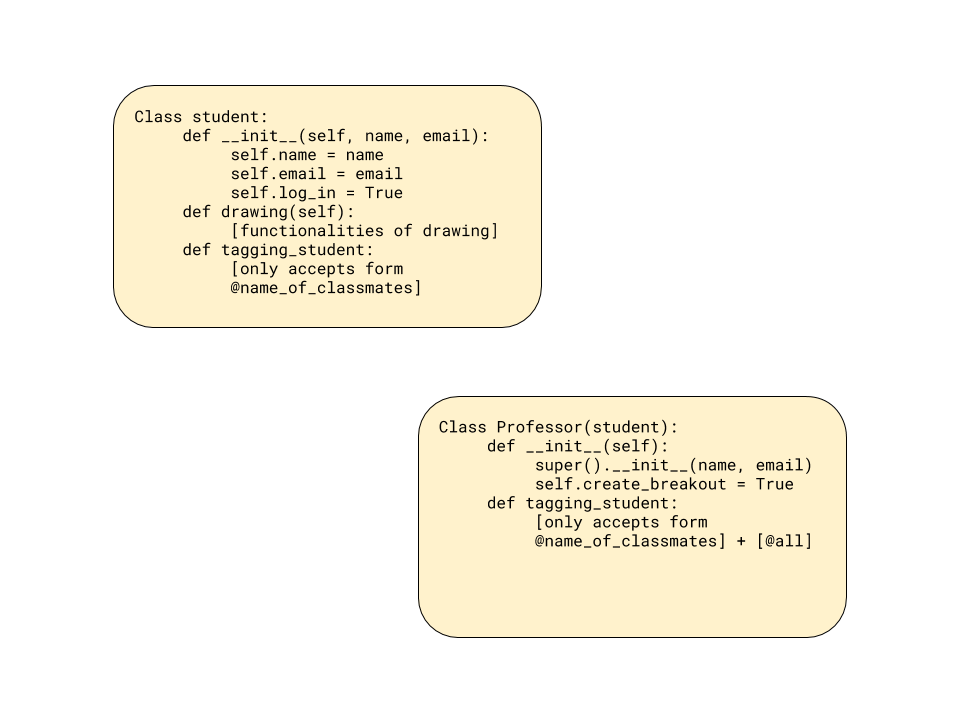 Class student:
def __init__(self, name, email):
self.name = name
self.email = email
self.log_in = True
def drawing(self):
[functionalities of drawing]
def tagging_student:
[only accepts form
@name_of_classmates]
Class Professor(student):
def __init__(self):
super().__init__(name, email)
self.create_breakout = True
def tagging_student:
[only accepts form
@name_of_classmates] + [@all]